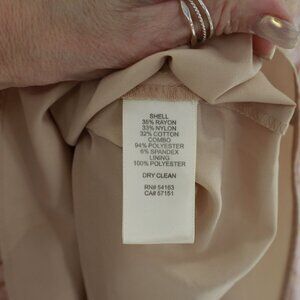 SHELL
35% RAYON
33% NYLON
32% COTTON
COMBO
94% POLYESTER
6% SPANDEX
LINING
100% POLYESTER
DRY CLEAN
RN# 54163
CA# 57151